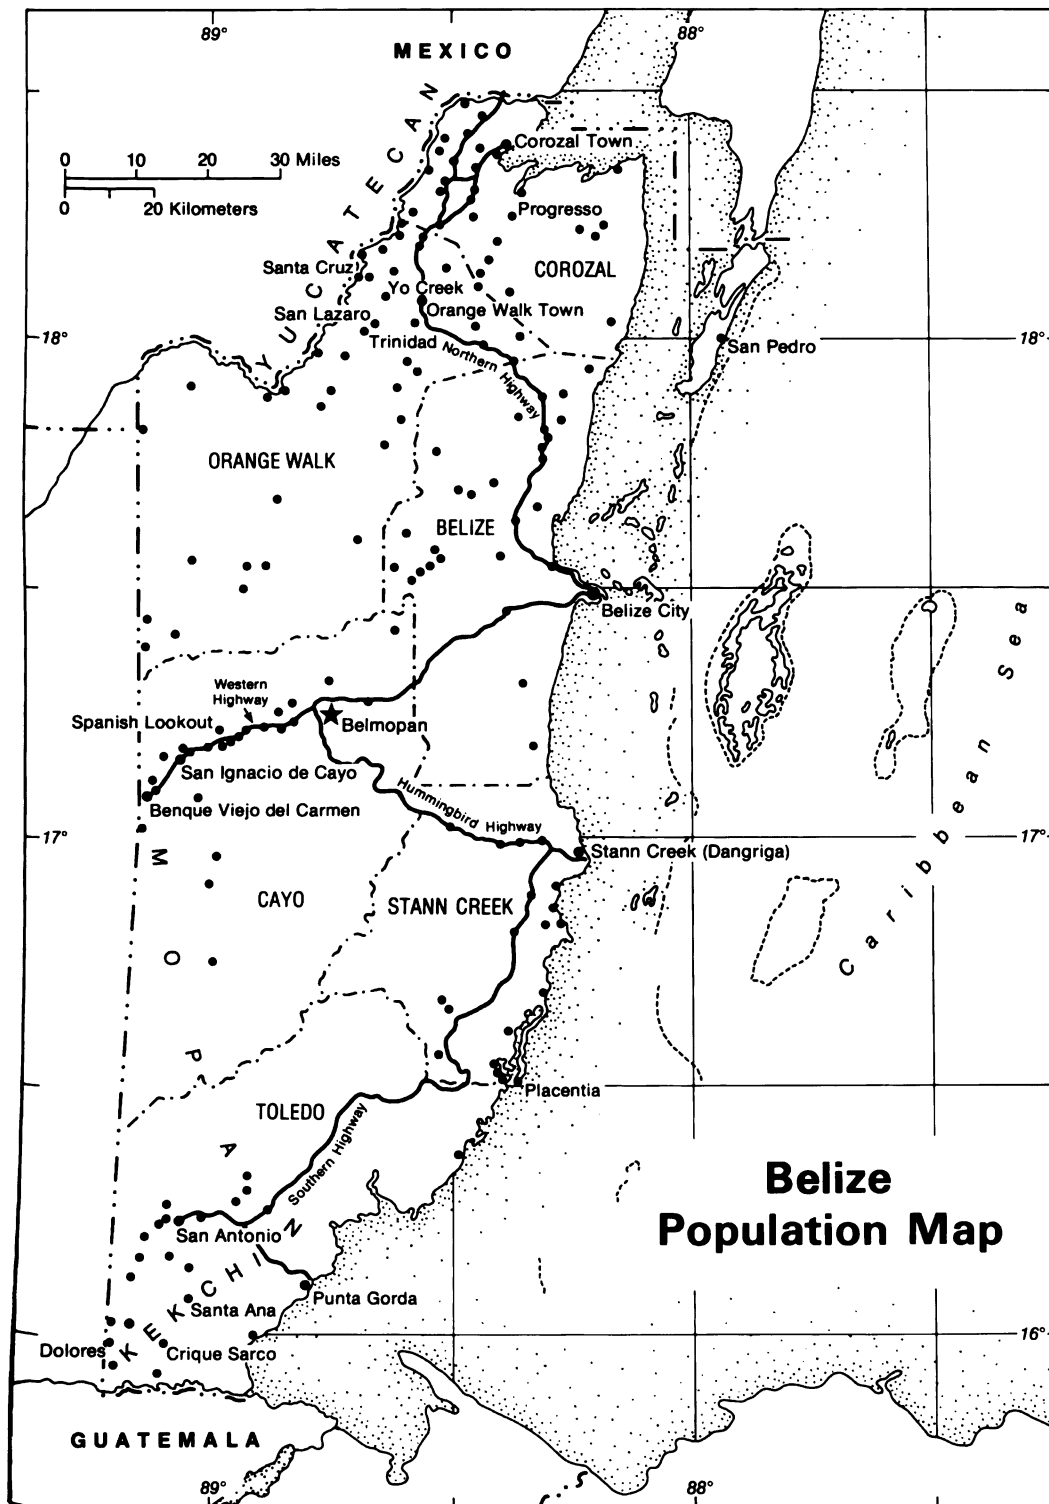 89°
88°
MEXICO
0 10 20 30 Miles
0 20 Kilometers
YUCATECAN
Corozal Town
Progresso
COROZAL
Santa Cruz
Yo Creek
San Lazaro
Orange Walk Town
18°
Trinidad
Northern Highway
San Pedro
18°
ORANGE WALK
BELIZE
Belize City
Western
Highway
Spanish Lookout
Belmopan
San Ignacio de Cayo
Benque Viejo del Carmen
Hummingbird Highway
17°
Stann Creek (Dangriga)
17°
Caribbean Sea
MOPAN
CAYO
STANN CREEK
Placentia
TOLEDO
Southern Highway
Belize
Population Map
San Antonio
KEKCHI
Punta Gorda
Santa Ana
Dolores
Crique Sarco
16°
GUATEMALA
89°
88°